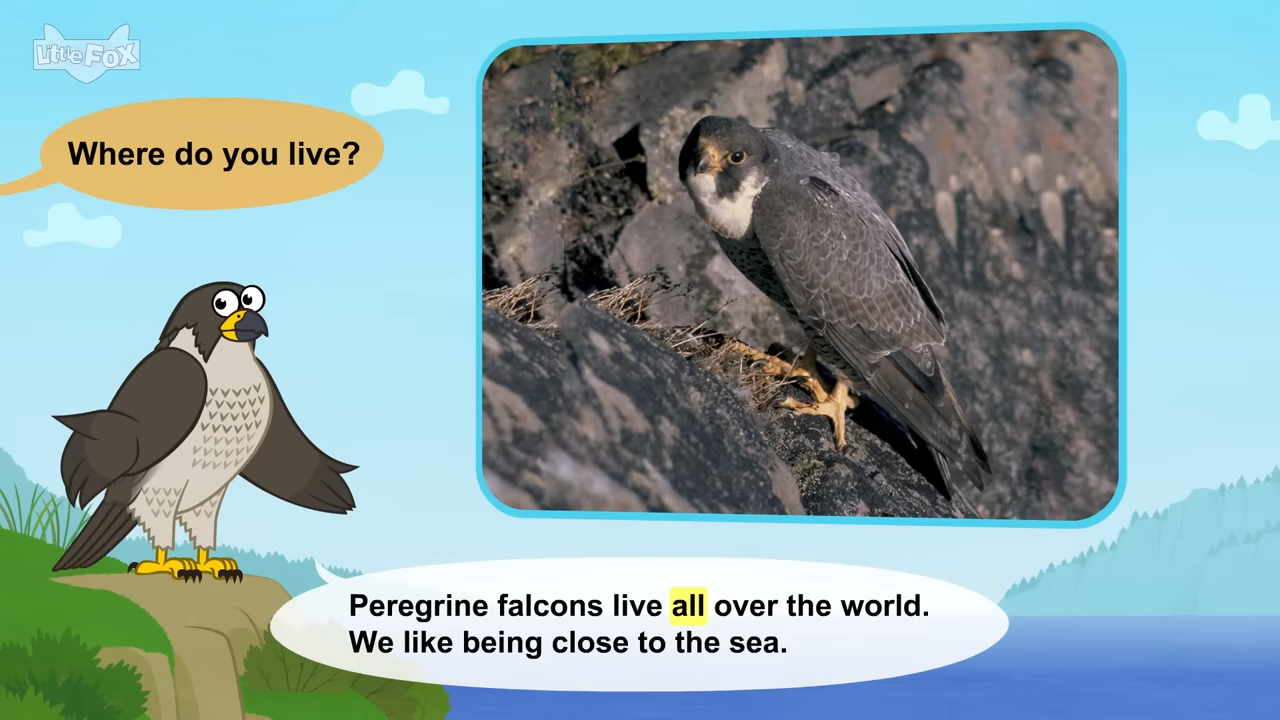 Little Fox
Where do you live?
Peregrine falcons live all over the world.
We like being close to the sea.